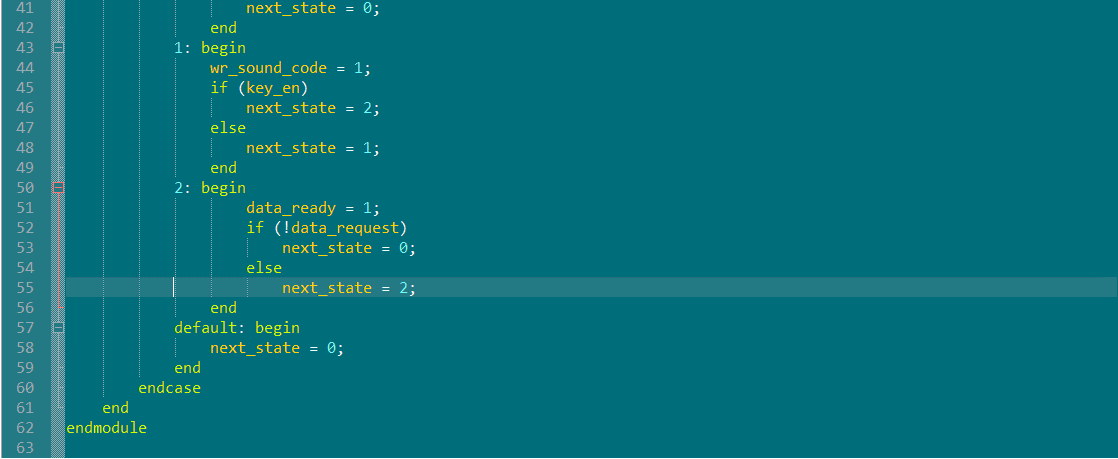 41 next_state = 0;
42 end
43 1: begin
44 wr_sound_code = 1;
45 if (key_en)
46 next_state = 2;
47 else
48 next_state = 1;
49 end
50 2: begin
51 data_ready = 1;
52 if (!data_request)
53 next_state = 0;
54 else
55 next_state = 2;
56 end
57 default: begin
58 next_state = 0;
59 end
60 endcase
61 end
62 endmodule
63